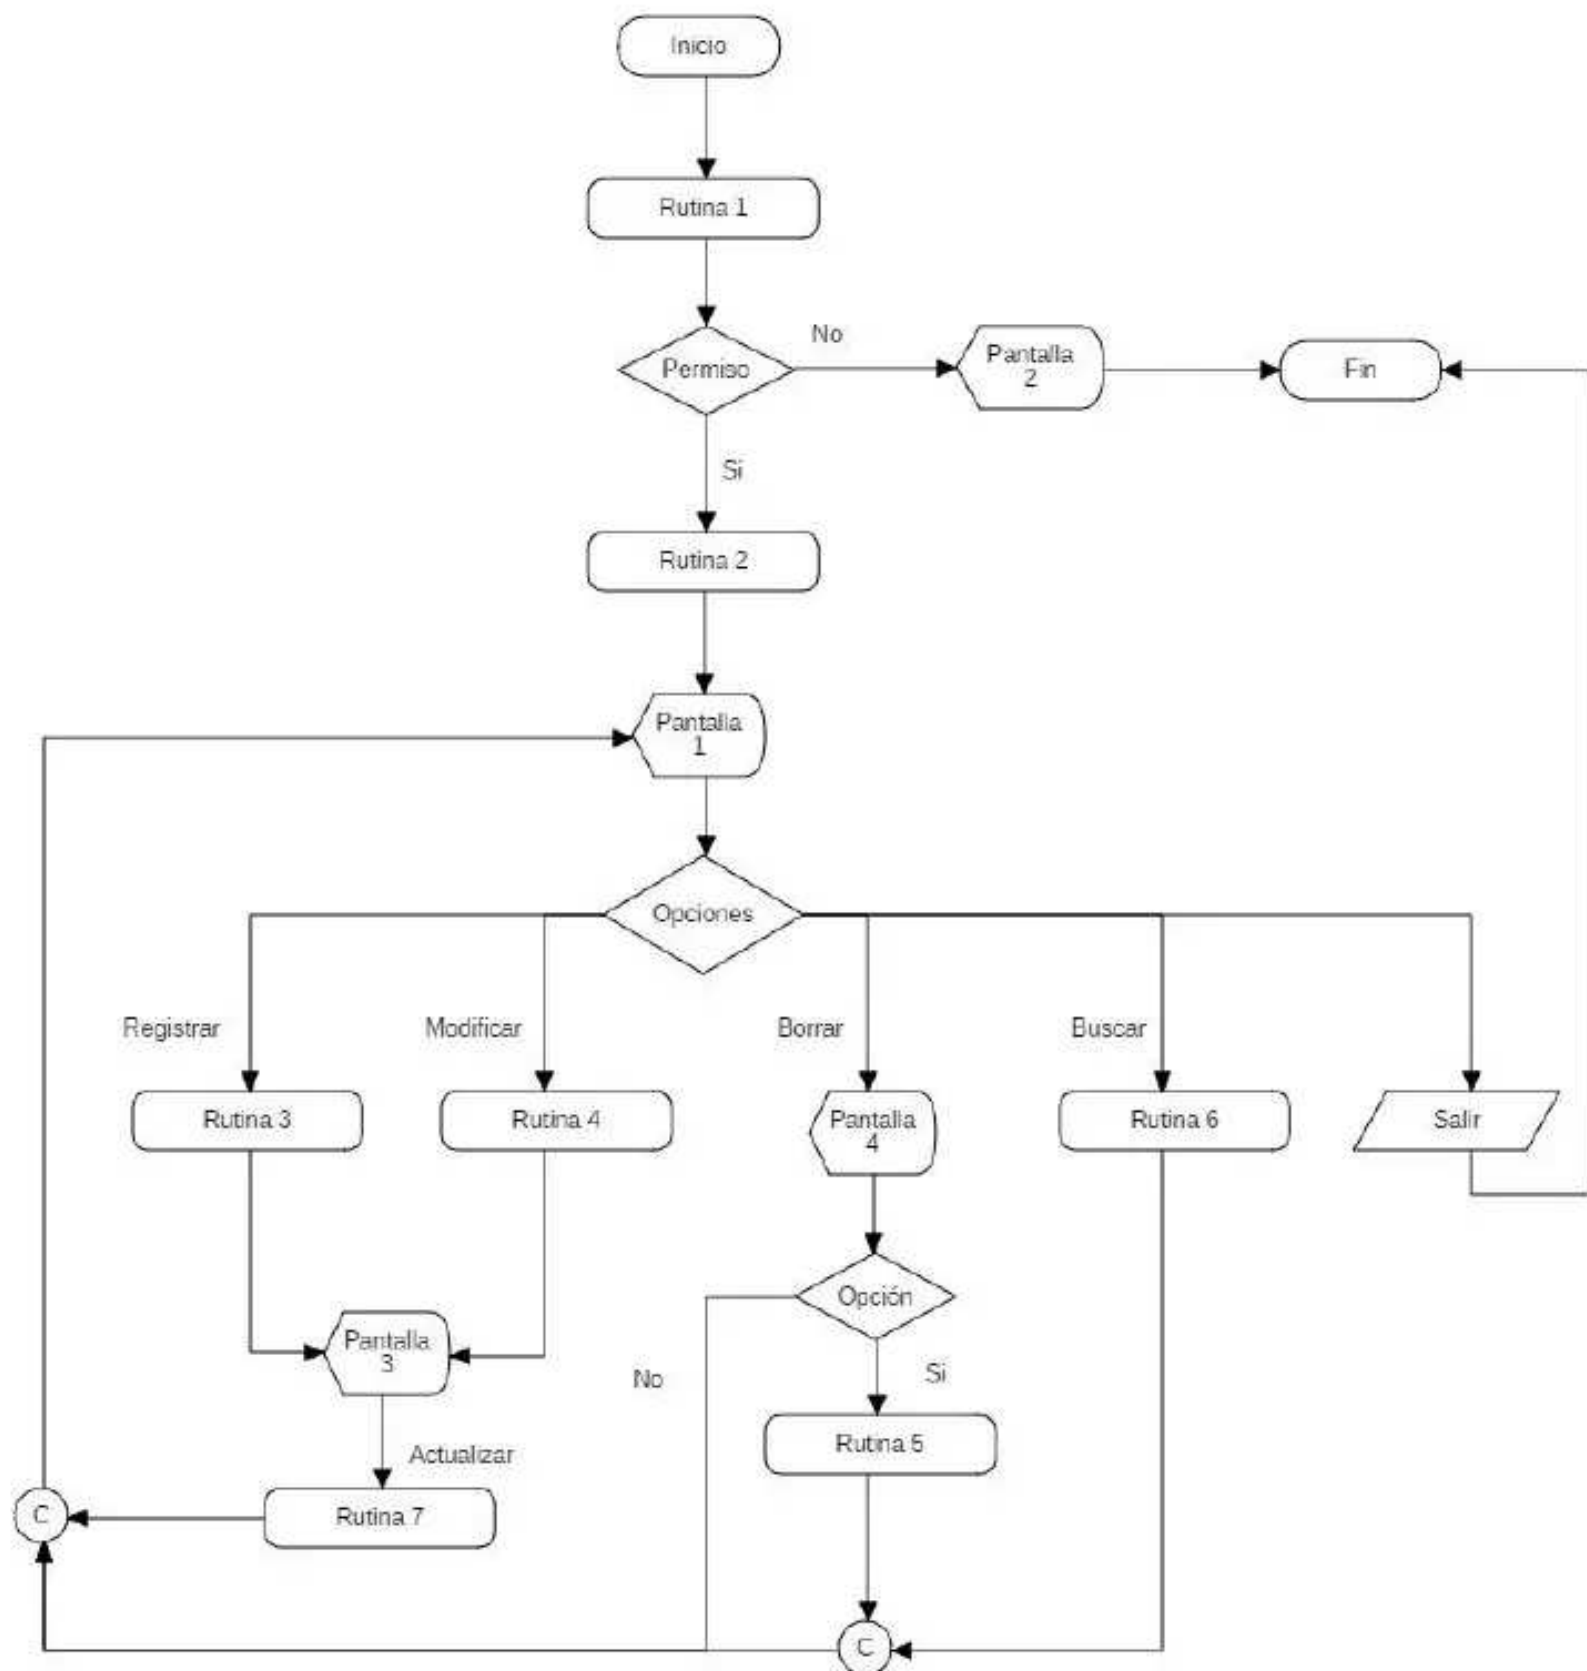 Inicio
Rutina 1
Permiso
No
Pantalla
2
Fin
Si
Rutina 2
Pantalla
1
Opciones
Registrar
Modificar
Borrar
Buscar
Rutina 3
Rutina 4
Pantalla
4
Rutina 6
Salir
Opción
Pantalla
3
No
Si
Rutina 5
Actualizar
C
Rutina 7
C